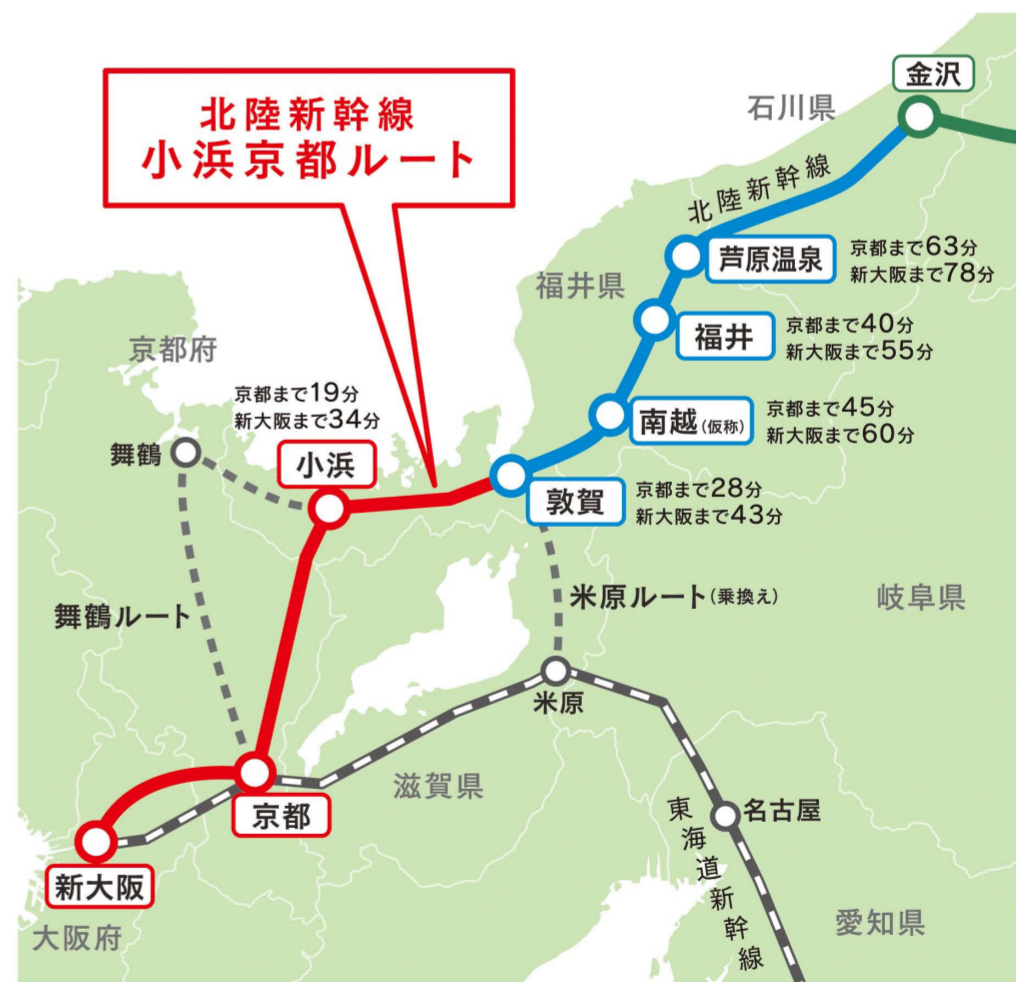 北陸新幹線
小浜京都ルート
金沢
石川県
北陸新幹線
芦原温泉
京都まで63分
新大阪まで78分
福井県
福井
京都まで40分
新大阪まで55分
京都府
京都まで19分
新大阪まで34分
南越(仮称)
京都まで45分
新大阪まで60分
舞鶴
小浜
敦賀
京都まで28分
新大阪まで43分
舞鶴ルート
米原ルート(乗換え)
岐阜県
米原
滋賀県
京都
名古屋
東海道新幹線
新大阪
大阪府
愛知県